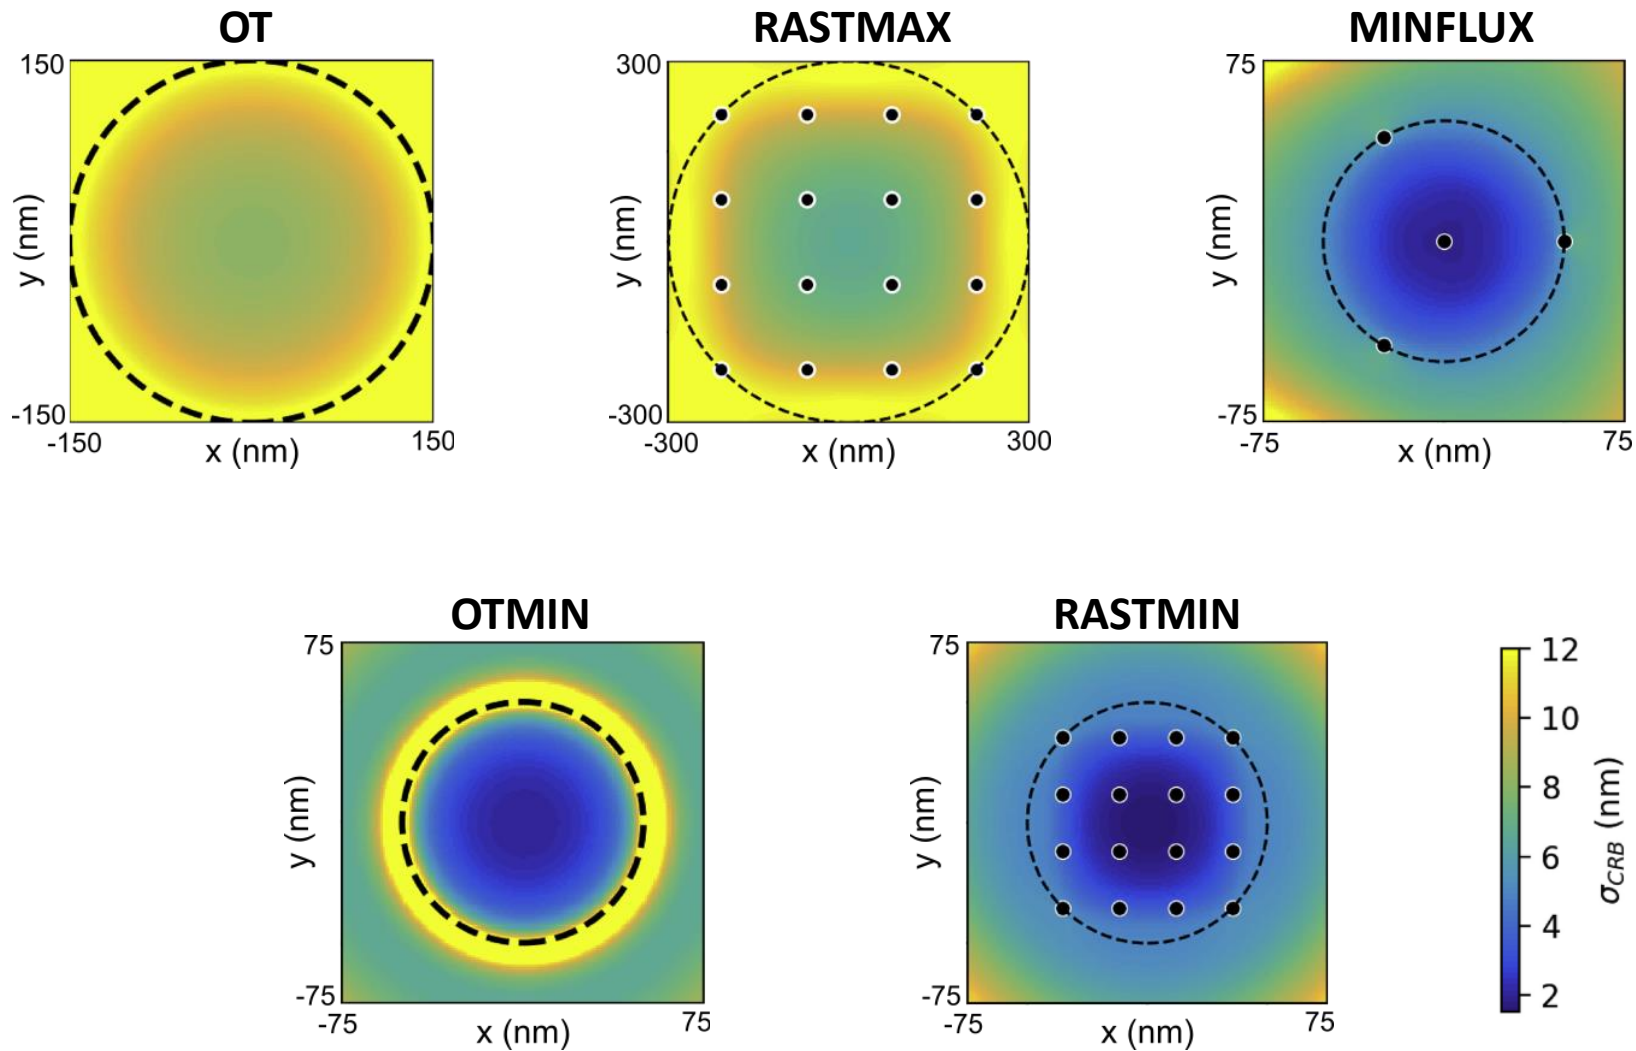 OT
RASTMAX
MINFLUX
150
-150
-150
150
x (nm)
y (nm)
300
-300
-300
300
x (nm)
y (nm)
75
-75
-75
75
x (nm)
y (nm)
OTMIN
RASTMIN
75
-75
-75
75
x (nm)
y (nm)
75
-75
-75
75
x (nm)
y (nm)
12
10
8
6
4
2
σCRB (nm)